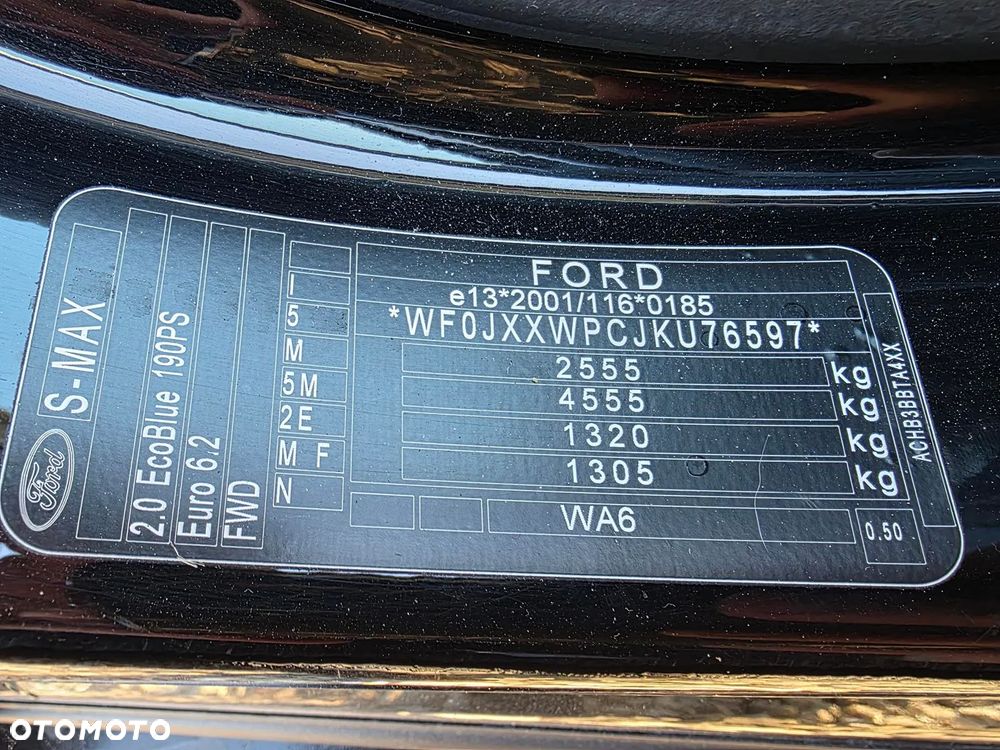 Ford
S-MAX
2.0 EcoBlue 190PS
Euro 6.2
FWD
I
5
M
5M
2E
M F
N
FORD
e13*2001/116*0185
*WF0JXXWPCJKU76597*
2555 kg
4555 kg
1320 kg
1305 kg
WA6
0.50
ACHB3BBTA4XX
OTOMOTO